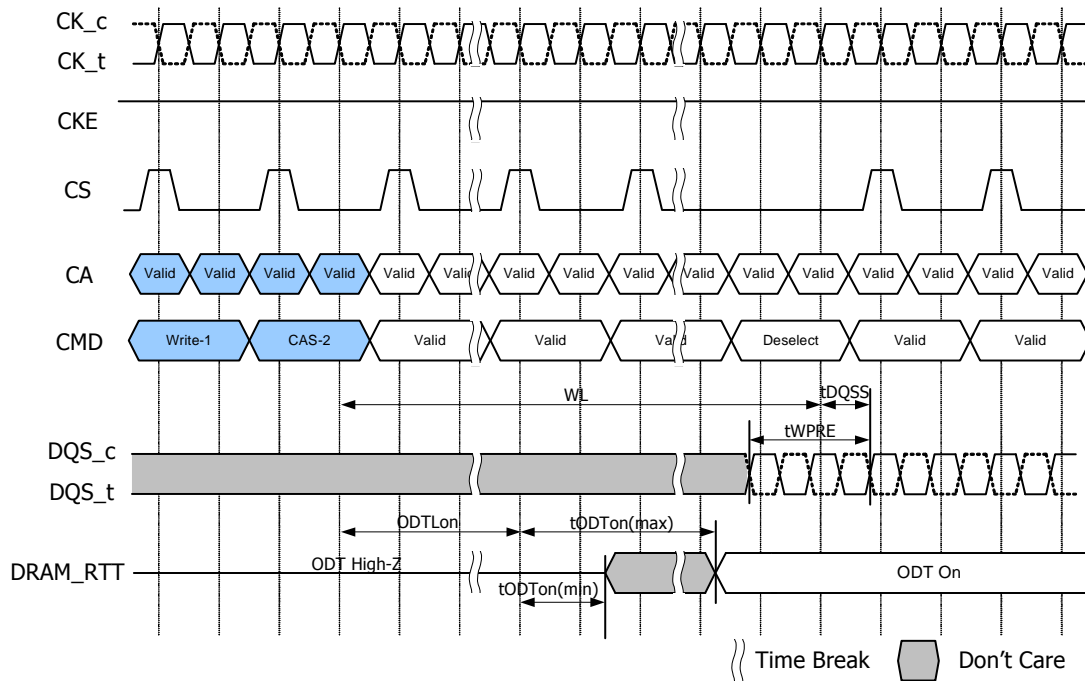 CK_c
CK_t
CKE
CS
CA Valid Valid Valid Valid Valid Valid Valid Valid Valid Valid Valid Valid Valid Valid Valid Valid
CMD Write-1 CAS-2 Valid Valid Valid Deselect Valid Valid
WL tDQSS
tWPRE
DQS_c
DQS_t
ODTLon tODTon(max)
DRAM_RTT ODT High-Z ODT On
tODTon(min)
Time Break Don't Care